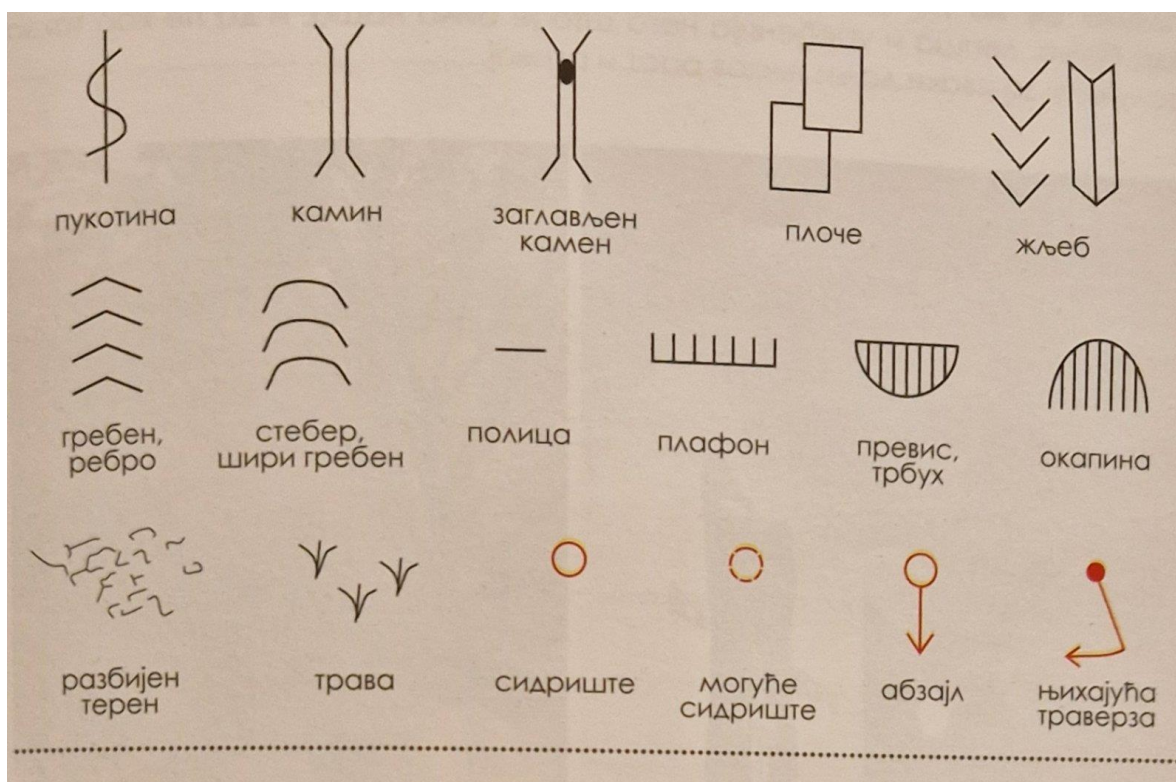 пукотина
камин
заглављен
камен
плоче
жљеб
гребен,
ребро
стебер,
шири гребен
полица
плафон
превис,
трбух
окапина
разбијен
терен
трава
сидриште
могуће
сидриште
абзајл
њихајућа
траверза